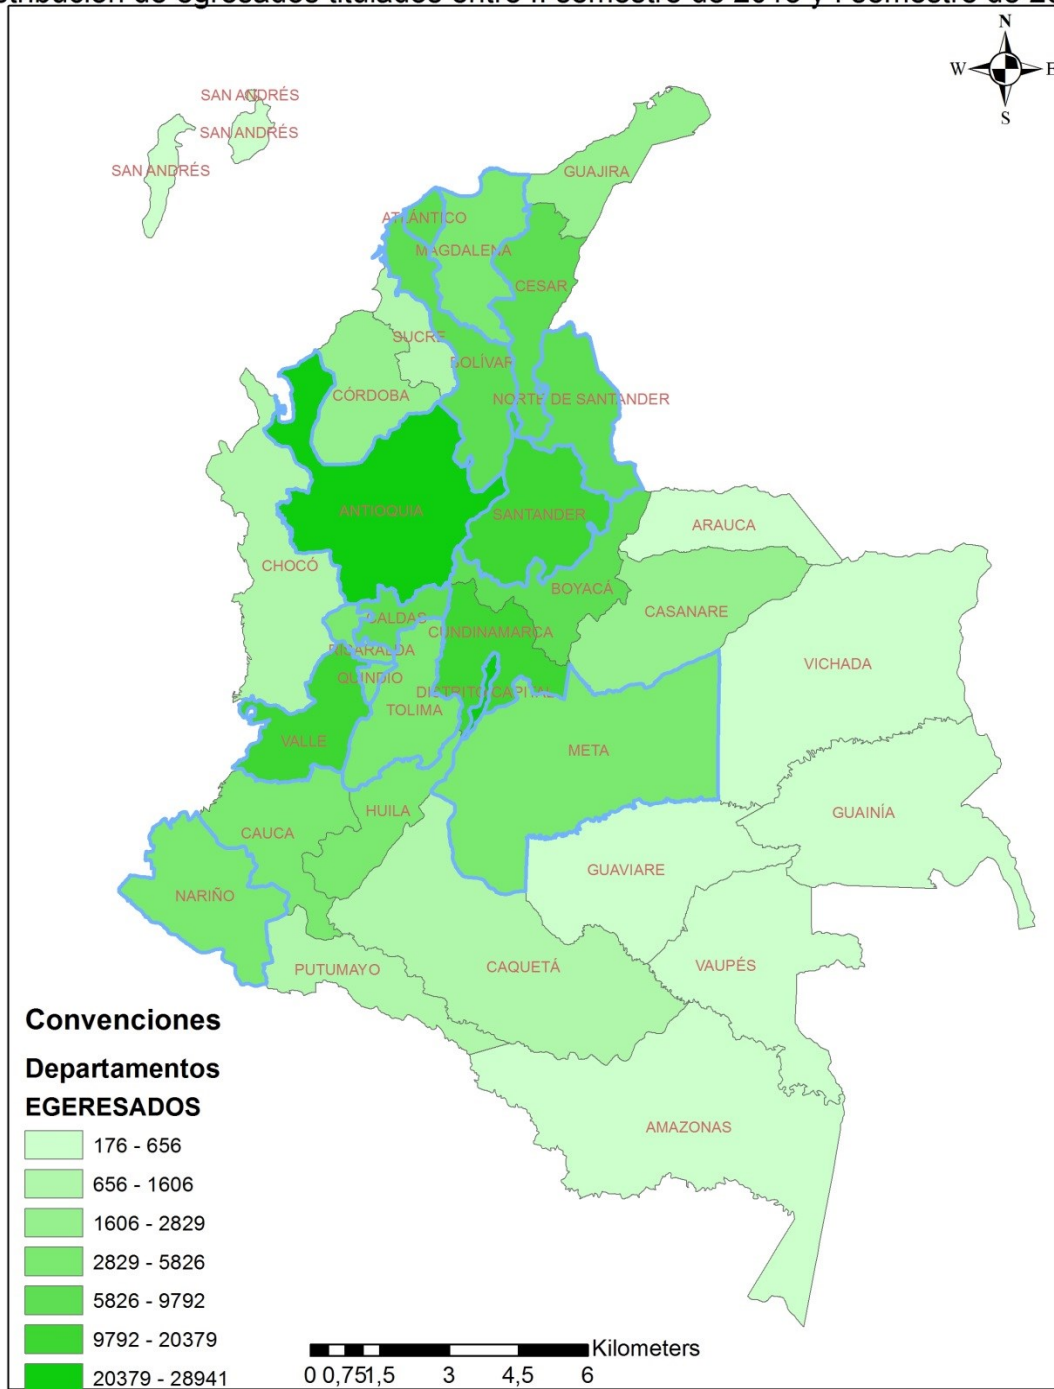 N
W E
S
SAN ANDRÉS
SAN ANDRÉS
SAN ANDRÉS
GUAJIRA
ATLÁNTICO
MAGDALENA
CESAR
SUCRE
BOLÍVAR
CÓRDOBA
NORTE DE SANTANDER
ANTIOQUIA
SANTANDER
ARAUCA
CHOCÓ
BOYACÁ
CASANARE
CALDAS
CUNDINAMARCA
RISARALDA
VICHADA
QUINDIO
DISTRITO CAPITAL
TOLIMA
VALLE
META
HUILA
GUAINÍA
CAUCA
GUAVIARE
NARIÑO
VAUPÉS
CAQUETÁ
PUTUMAYO
AMAZONAS
Convenciones
Departamentos
EGERESADOS
176 - 656
656 - 1606
1606 - 2829
2829 - 5826
5826 - 9792
9792 - 20379
20379 - 28941
Kilometers
0 0,75 1,5 3 4,5 6